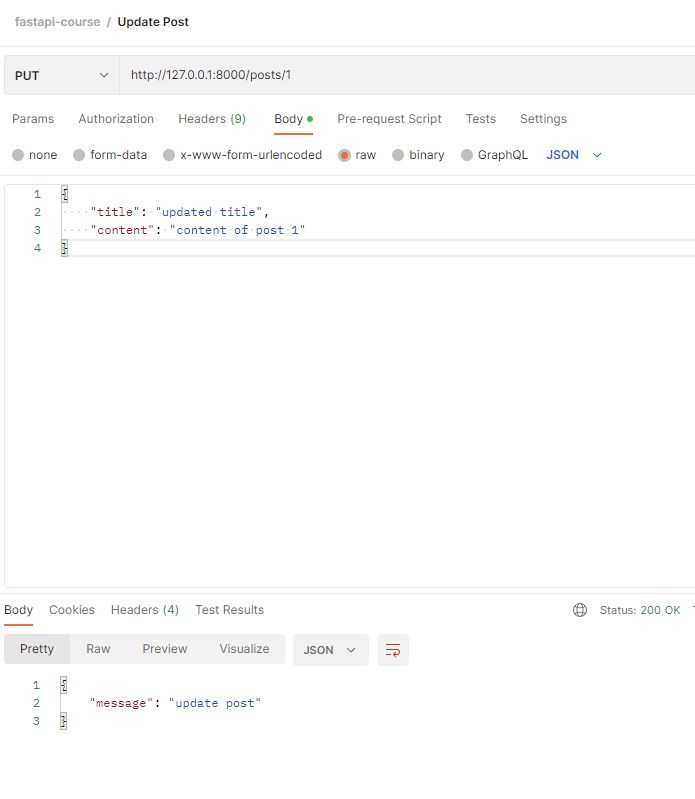 fastapi-course / Update Post
PUT http://127.0.0.1:8000/posts/1
Params Authorization Headers (9) Body Pre-request Script Tests Settings
none form-data x-www-form-urlencoded raw binary GraphQL JSON
1 {
2 "title": "updated title",
3 "content": "content of post 1"
4 }
Body Cookies Headers (4) Test Results Status: 200 OK
Pretty Raw Preview Visualize JSON
1 {
2 "message": "update post"
3 }